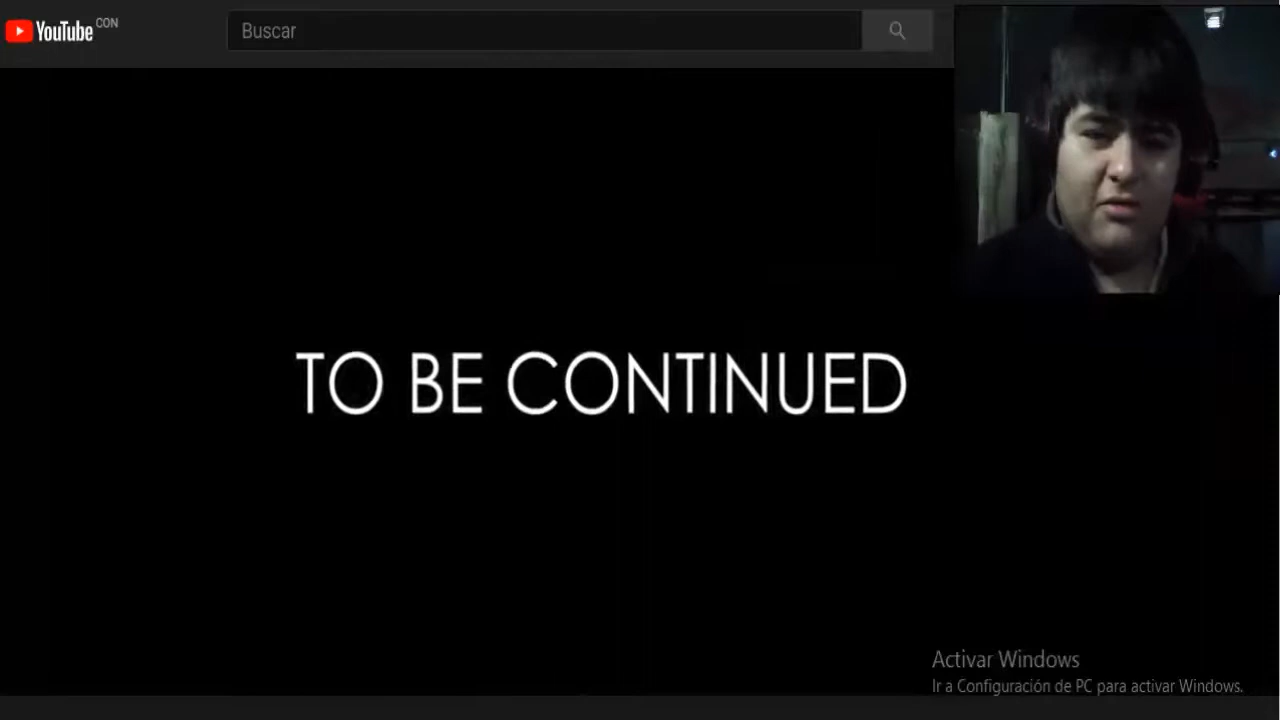 YouTube CON
Buscar
TO BE CONTINUED
Activar Windows
Ir a Configuración de PC para activar Windows.